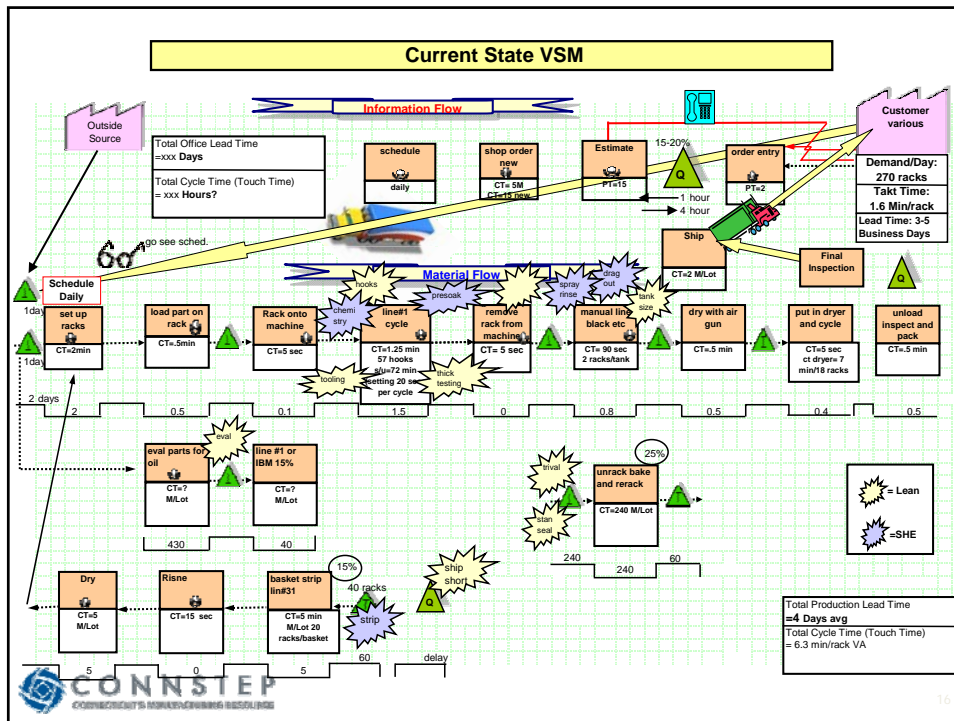 Current State VSM
Information Flow
Outside
Source
Customer
various
Total Office Lead Time
=xxx Days
Total Cycle Time (Touch Time)
= xxx Hours?
schedule
daily
shop order
new
CT= 5M
CT=15 new
Estimate
PT=15
15-20%
Q
order entry
PT=2
1 hour
4 hour
Demand/Day:
270 racks
Takt Time:
1.6 Min/rack
Lead Time: 3-5
Business Days
go see sched.
Ship
CT=2 M/Lot
Final
Inspection
Q
Material Flow
I
1day
Schedule
Daily
I
1day
set up
racks
CT=2min
load part on
rack
CT=.5min
I
Rack onto
machine
CT=5 sec
chemi
stry
hooks
presoak
line#1
cycle
CT=1.25 min
57 hooks
s/u=72 min
setting 20 se
per cycle
tooling
thick
testing
remove
rack from
machine
CT= 5 sec
I
spray
rinse
drag
out
tank
size
manual line
black etc
CT= 90 sec
2 racks/tank
I
dry with air
gun
CT=.5 min
I
put in dryer
and cycle
CT=5 sec
ct dryer= 7
min/18 racks
unload
inspect and
pack
CT=.5 min
2 days
2
0.5
0.1
1.5
0
0.8
0.5
0.4
0.5
eval parts for
oil
CT=?
M/Lot
eval
I
line #1 or
IBM 15%
CT=?
M/Lot
430
40
trival
stan
seal
I
unrack bake
and rerack
CT=240 M/Lot
25%
I
240
240
60
= Lean
=SHE
Dry
CT=5
M/Lot
Risne
CT=15 sec
basket strip
lin#31
CT=5 min
M/Lot 20
racks/basket
15%
40 racks
I
strip
ship
short
Q
5
0
5
60
delay
Total Production Lead Time
=4 Days avg
Total Cycle Time (Touch Time)
= 6.3 min/rack VA
CONNSTEP
CONNECTICUT'S MANUFACTURING RESOURCE
16